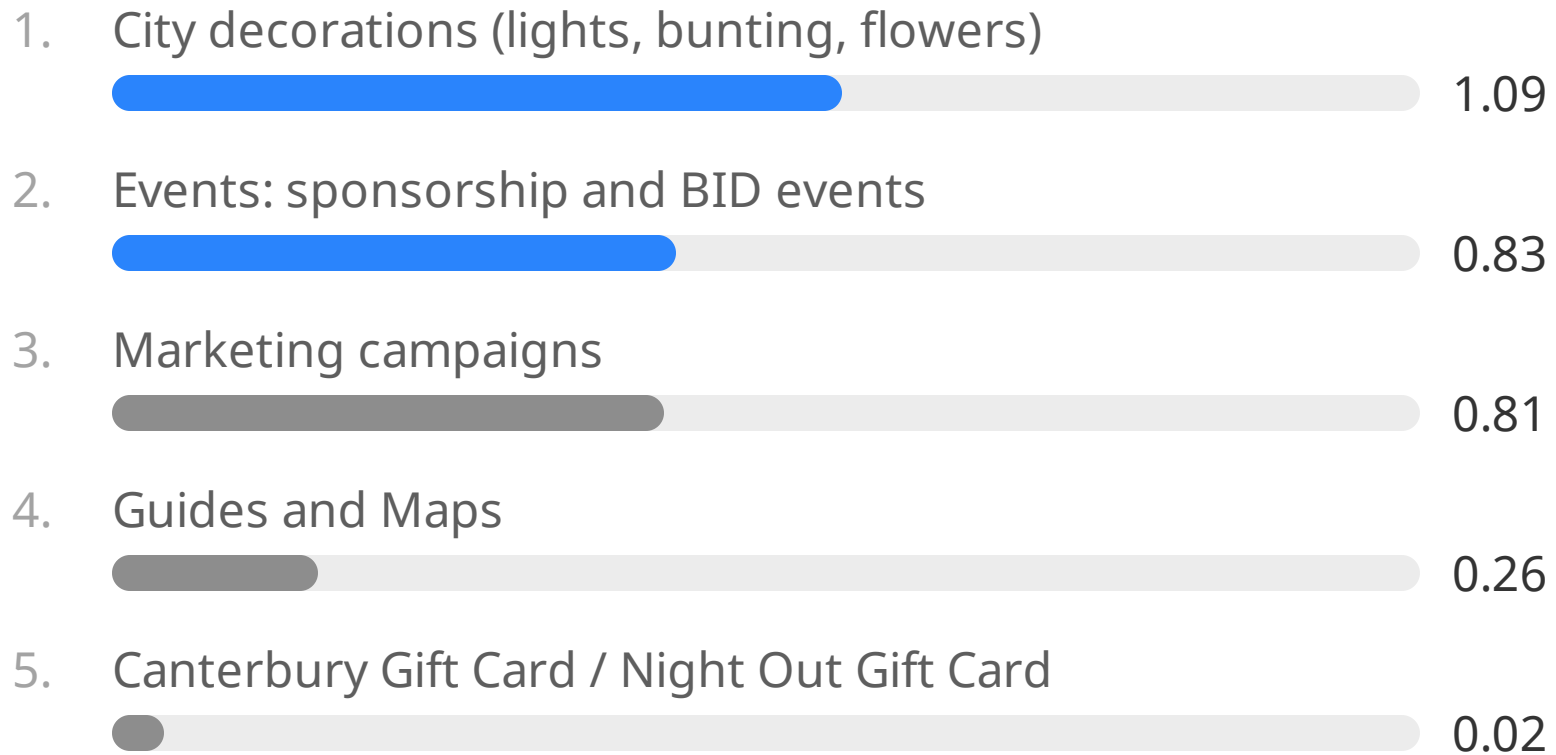 1. City decorations (lights, bunting, flowers)
1.09
2. Events: sponsorship and BID events
0.83
3. Marketing campaigns
0.81
4. Guides and Maps
0.26
5. Canterbury Gift Card / Night Out Gift Card
0.02